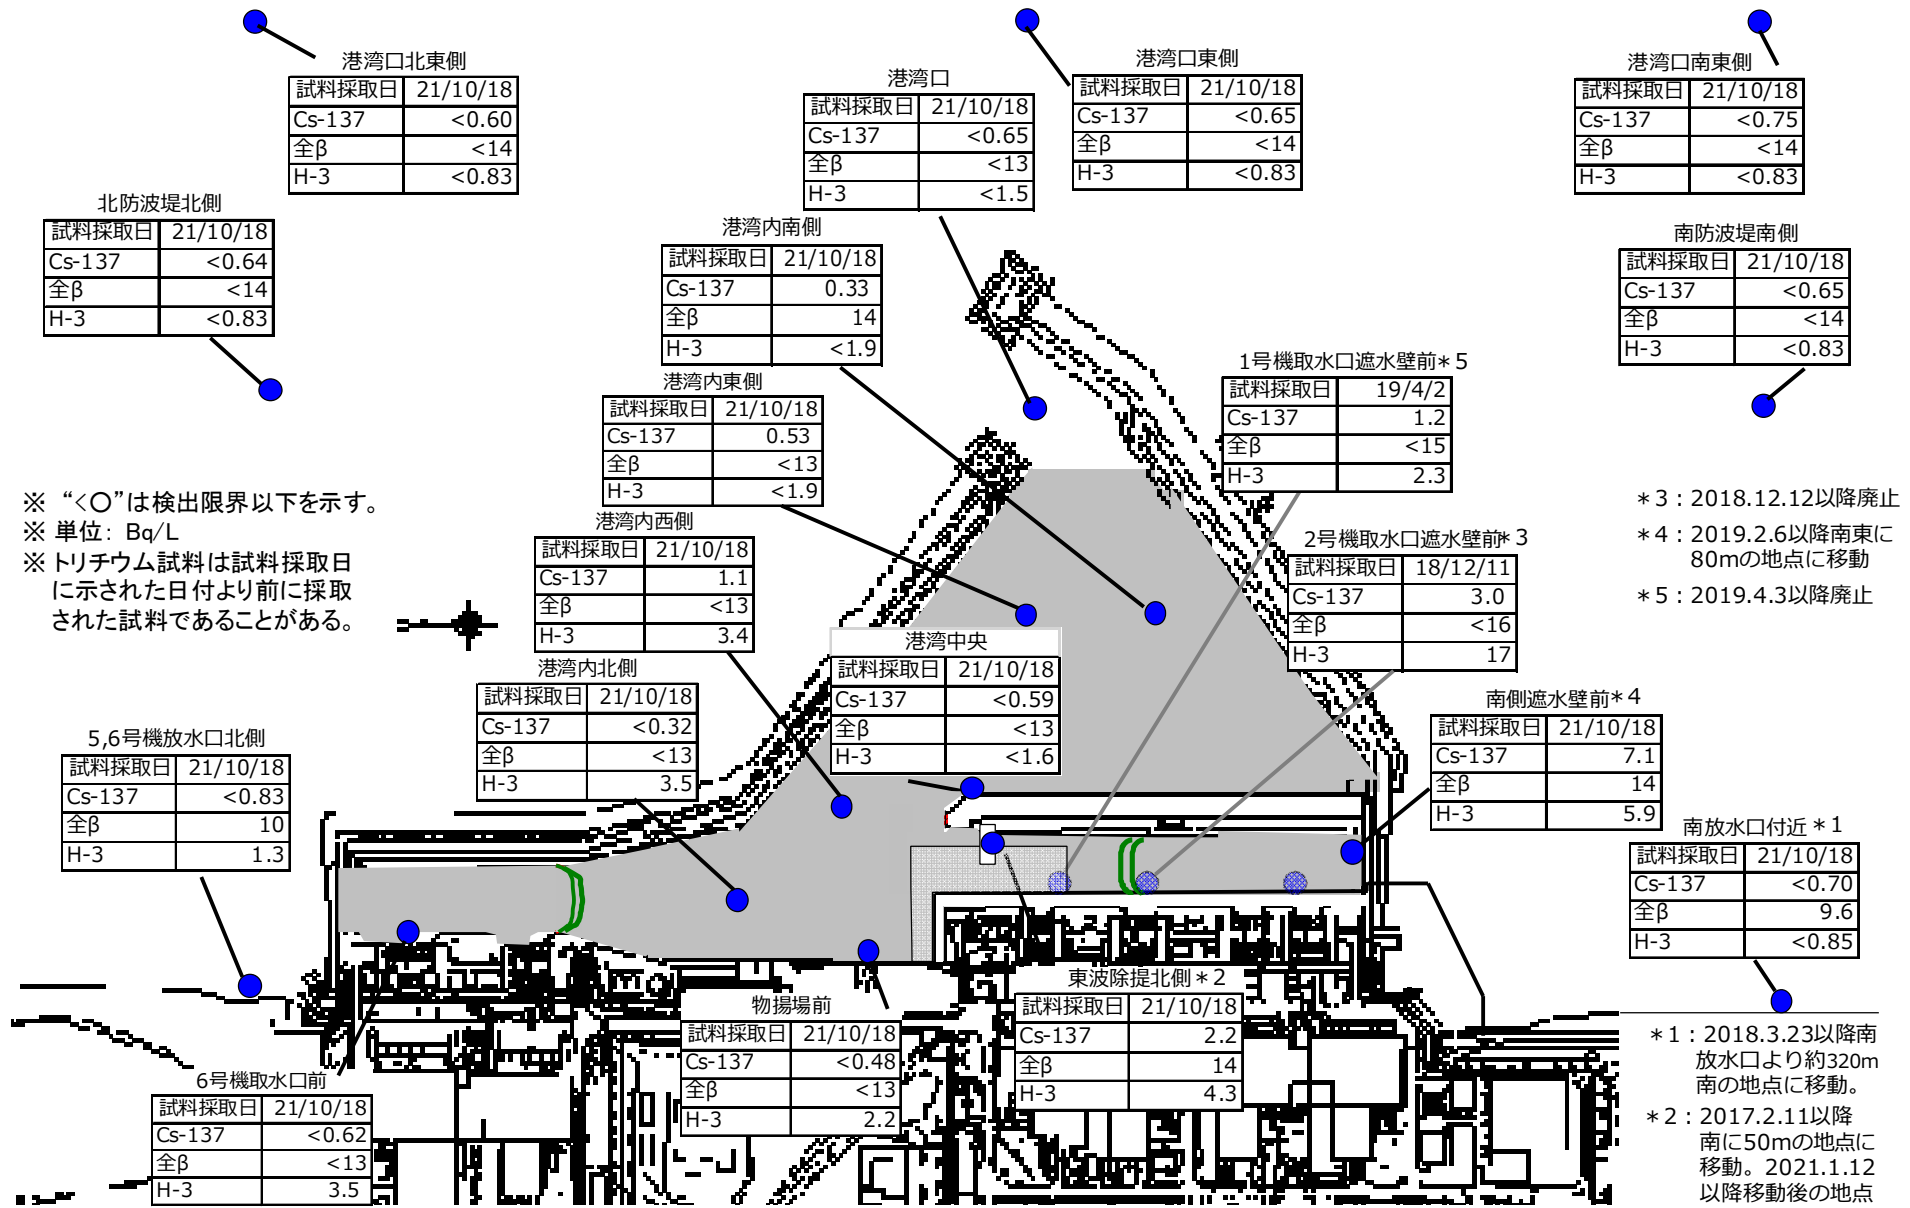 港湾口北東側
試料採取日 21/10/18
Cs-137 <0.60
全β <14
H-3 <0.83
港湾口
試料採取日 21/10/18
Cs-137 <0.65
全β <13
H-3 <1.5
港湾口東側
試料採取日 21/10/18
Cs-137 <0.65
全β <14
H-3 <0.83
港湾口南東側
試料採取日 21/10/18
Cs-137 <0.75
全β <14
H-3 <0.83
北防波堤北側
試料採取日 21/10/18
Cs-137 <0.64
全β <14
H-3 <0.83
港湾内南側
試料採取日 21/10/18
Cs-137 0.33
全β 14
H-3 <1.9
南防波堤南側
試料採取日 21/10/18
Cs-137 <0.65
全β <14
H-3 <0.83
港湾内東側
試料採取日 21/10/18
Cs-137 0.53
全β <13
H-3 <1.9
1号機取水口遮水壁前*5
試料採取日 19/4/2
Cs-137 1.2
全β <15
H-3 2.3
※ “<〇”は検出限界以下を示す。
※ 単位: Bq/L
※ トリチウム試料は試料採取日
に示された日付より前に採取
された試料であることがある。
港湾内西側
試料採取日 21/10/18
Cs-137 1.1
全β <13
H-3 3.4
2号機取水口遮水壁前*3
試料採取日 18/12/11
Cs-137 3.0
全β <16
H-3 17
*3:2018.12.12以降廃止
*4:2019.2.6以降南東に
80mの地点に移動
*5:2019.4.3以降廃止
港湾中央
試料採取日 21/10/18
Cs-137 <0.59
全β <13
H-3 <1.6
港湾内北側
試料採取日 21/10/18
Cs-137 <0.32
全β <13
H-3 3.5
南側遮水壁前*4
試料採取日 21/10/18
Cs-137 7.1
全β 14
H-3 5.9
5,6号機放水口北側
試料採取日 21/10/18
Cs-137 <0.83
全β 10
H-3 1.3
南放水口付近*1
試料採取日 21/10/18
Cs-137 <0.70
全β 9.6
H-3 <0.85
東波除堤北側*2
試料採取日 21/10/18
Cs-137 2.2
全β 14
H-3 4.3
物揚場前
試料採取日 21/10/18
Cs-137 <0.48
全β <13
H-3 2.2
6号機取水口前
試料採取日 21/10/18
Cs-137 <0.62
全β <13
H-3 3.5
*1:2018.3.23以降南
放水口より約320m
南の地点に移動。
*2:2017.2.11以降
南に50mの地点に
移動。2021.1.12
以降移動後の地点